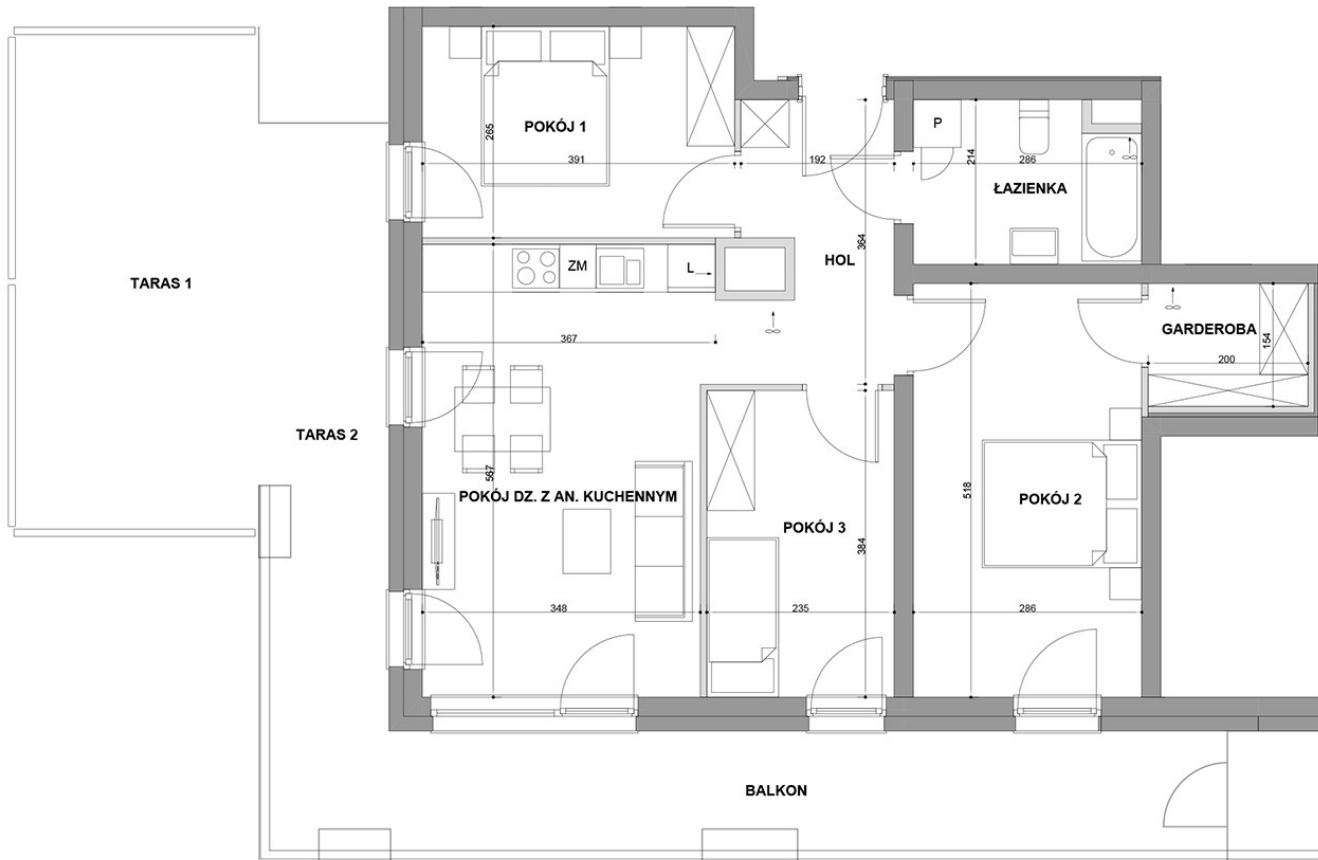 POKÓJ 1
265
391
192
P
214
286
ŁAZIENKA
364
HOL
ZM
L
TARAS 1
GARDEROBA
154
200
367
TARAS 2
567
POKÓJ DZ. Z AN. KUCHENNYM
518
POKÓJ 2
POKÓJ 3
384
348
235
286
BALKON